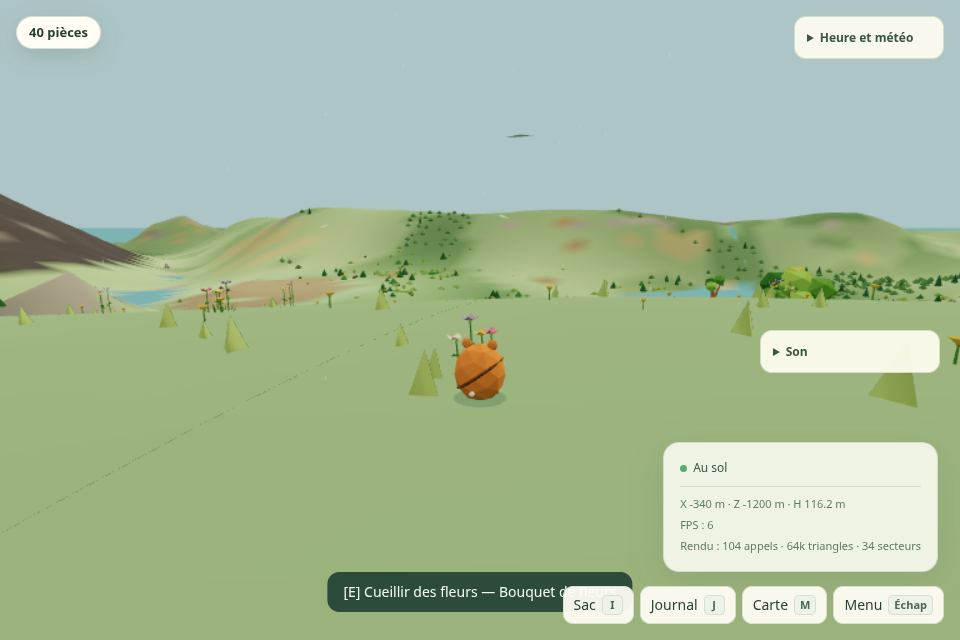 40 pièces
Heure et météo
Son
Au sol
X -340 m · Z -1200 m · H 116.2 m
FPS : 6
Rendu : 104 appels · 64k triangles · 34 secteurs
[E] Cueillir des fleurs — Bouquet
Sac I
Journal J
Carte M
Menu Échap